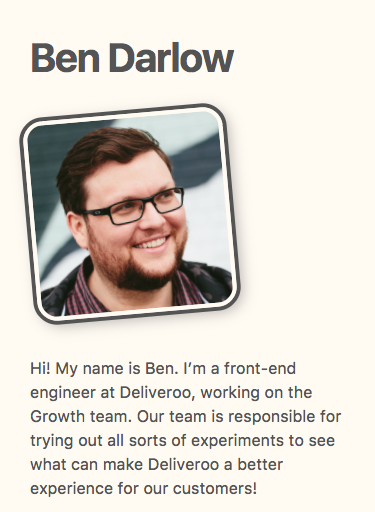 Ben Darlow
Hi! My name is Ben. I’m a front-end
engineer at Deliveroo, working on the
Growth team. Our team is responsible for
trying out all sorts of experiments to see
what can make Deliveroo a better
experience for our customers!